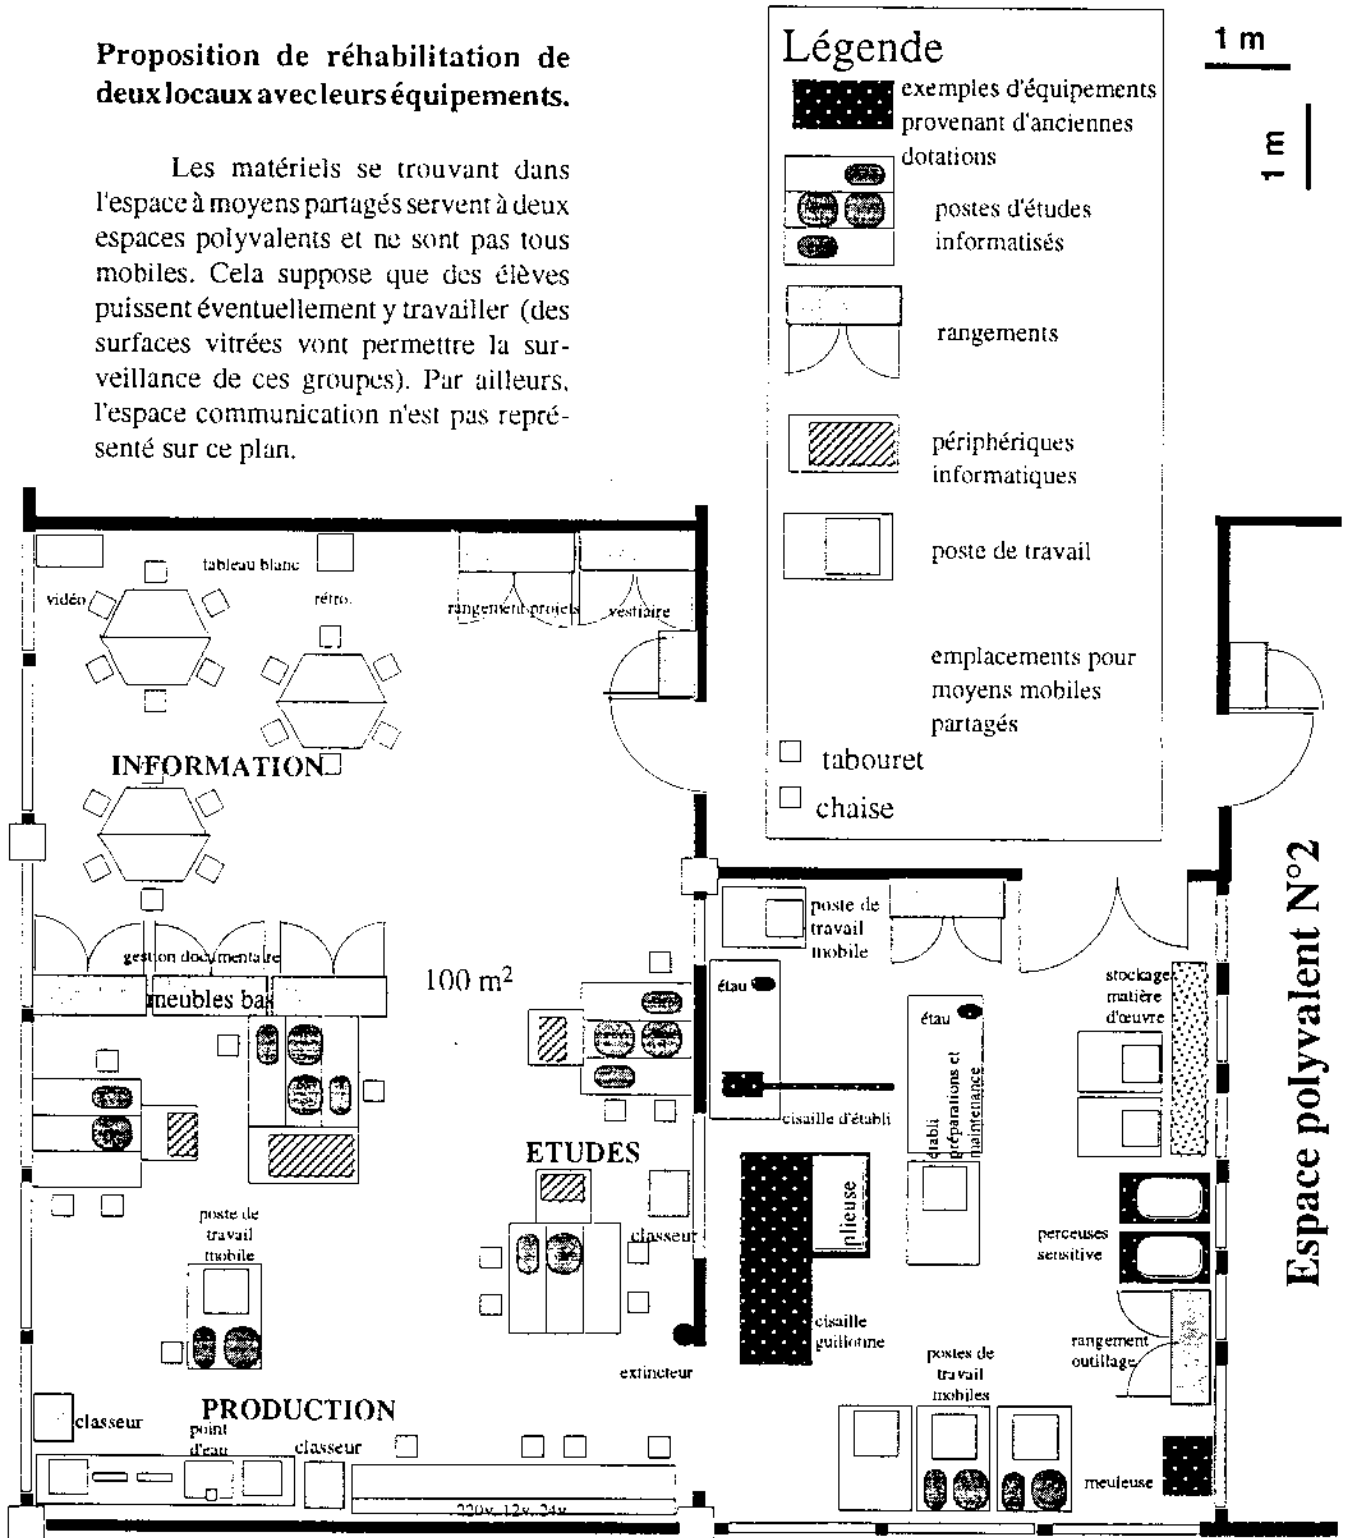 Proposition de réhabilitation de
deux locaux avec leurs équipements.
Les matériels se trouvant dans
l'espace à moyens partagés servent à deux
espaces polyvalents et ne sont pas tous
mobiles. Cela suppose que des élèves
puissent éventuellement y travailler (des
surfaces vitrées vont permettre la sur-
veillance de ces groupes). Par ailleurs,
l'espace communication n'est pas repré-
senté sur ce plan.
Légende
exemples d'équipements
provenant d'anciennes
dotations
postes d'études
informatisés
rangements
périphériques
informatiques
poste de travail
emplacements pour
moyens mobiles
partagés
tabouret
chaise
1 m
1 m
vidéo
tableau blanc
rétro.
rangement projets
vestiaire
INFORMATION
gestion documentaire
meubles bas
100 m²
ETUDES
classeur
poste de
travail
mobile
extincteur
PRODUCTION
classeur
point
d'eau
classeur
220v, 12v, 24v
poste de
travail
mobile
étau
cisaille d'établi
étau
établi
préparations et
maintenance
stockage
matière
d'œuvre
plieuse
cisaille
guillotine
perceuses
sensitive
rangement
outillage
postes de
travail
mobiles
meuleuse
Espace polyvalent N°2